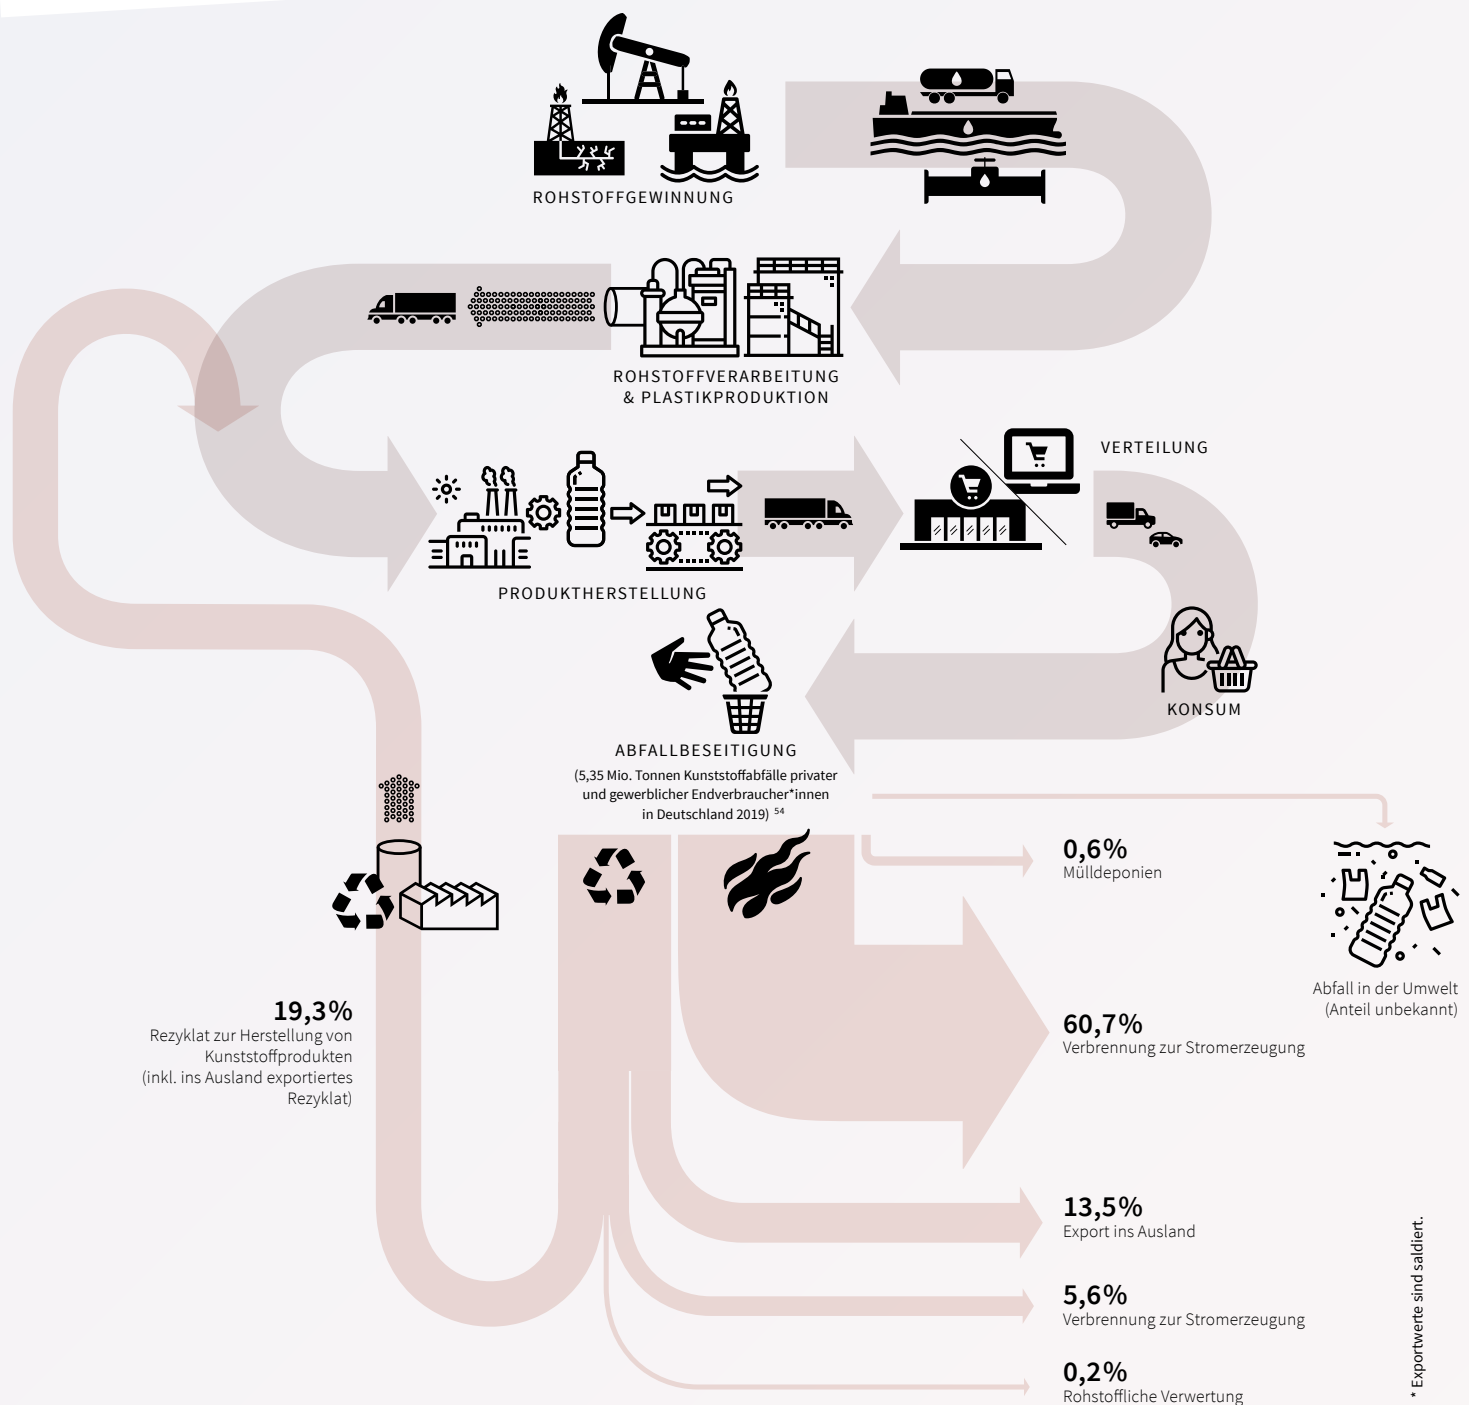 ROHSTOFFGEWINNUNG
ROHSTOFFVERARBEITUNG
& PLASTIKPRODUKTION
VERTEILUNG
PRODUKTHERSTELLUNG
KONSUM
ABFALLBESEITIGUNG
(5,35 Mio. Tonnen Kunststoffabfälle privater
und gewerblicher Endverbraucher*innen
in Deutschland 2019) 54
0,6%
Mülldeponien
Abfall in der Umwelt
(Anteil unbekannt)
19,3%
Rezyklat zur Herstellung von
Kunststoffprodukten
(inkl. ins Ausland exportiertes
Rezyklat)
60,7%
Verbrennung zur Stromerzeugung
13,5%
Export ins Ausland
5,6%
Verbrennung zur Stromerzeugung
0,2%
Rohstoffliche Verwertung
* Exportwerte sind saldiert.